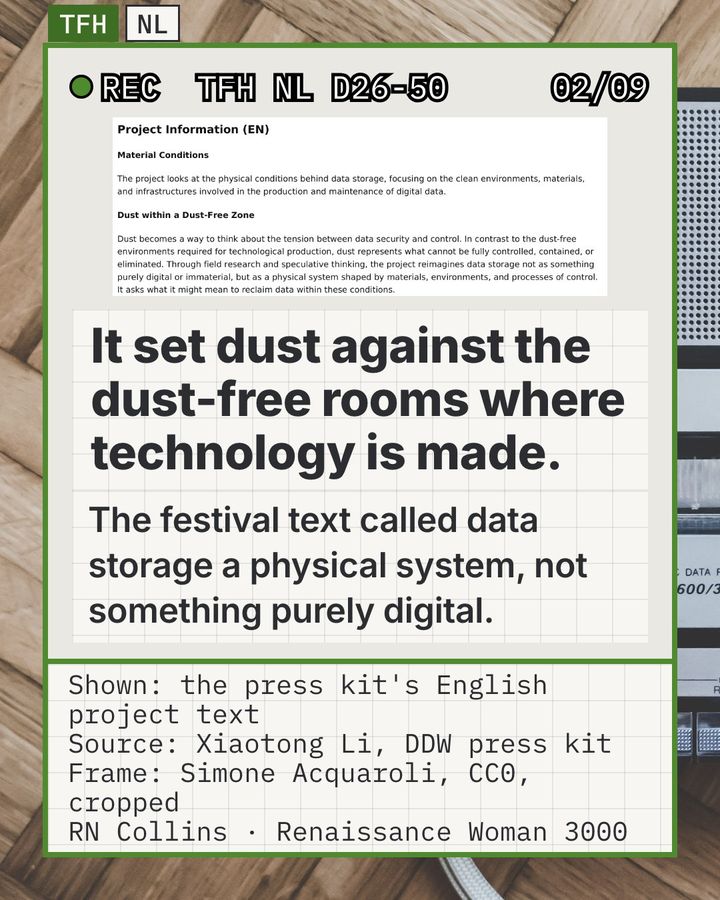 TFH NL
REC TFH NL D26-50 02/09
Project Information (EN)
Material Conditions
The project looks at the physical conditions behind data storage, focusing on the clean environments, materials,
and infrastructures involved in the production and maintenance of digital data.
Dust within a Dust-Free Zone
Dust becomes a way to think about the tension between data security and control. In contrast to the dust-free
environments required for technological production, dust represents what cannot be fully controlled, contained, or
eliminated. Through field research and speculative thinking, the project reimagines data storage not as something
purely digital or immaterial, but as a physical system shaped by materials, environments, and processes of control.
It asks what it might mean to reclaim data within these conditions.
It set dust against the
dust-free rooms where
technology is made.
The festival text called data
storage a physical system, not
something purely digital.
DATA
600/3
Shown: the press kit's English
project text
Source: Xiaotong Li, DDW press kit
Frame: Simone Acquaroli, CC0,
cropped
RN Collins · Renaissance Woman 3000